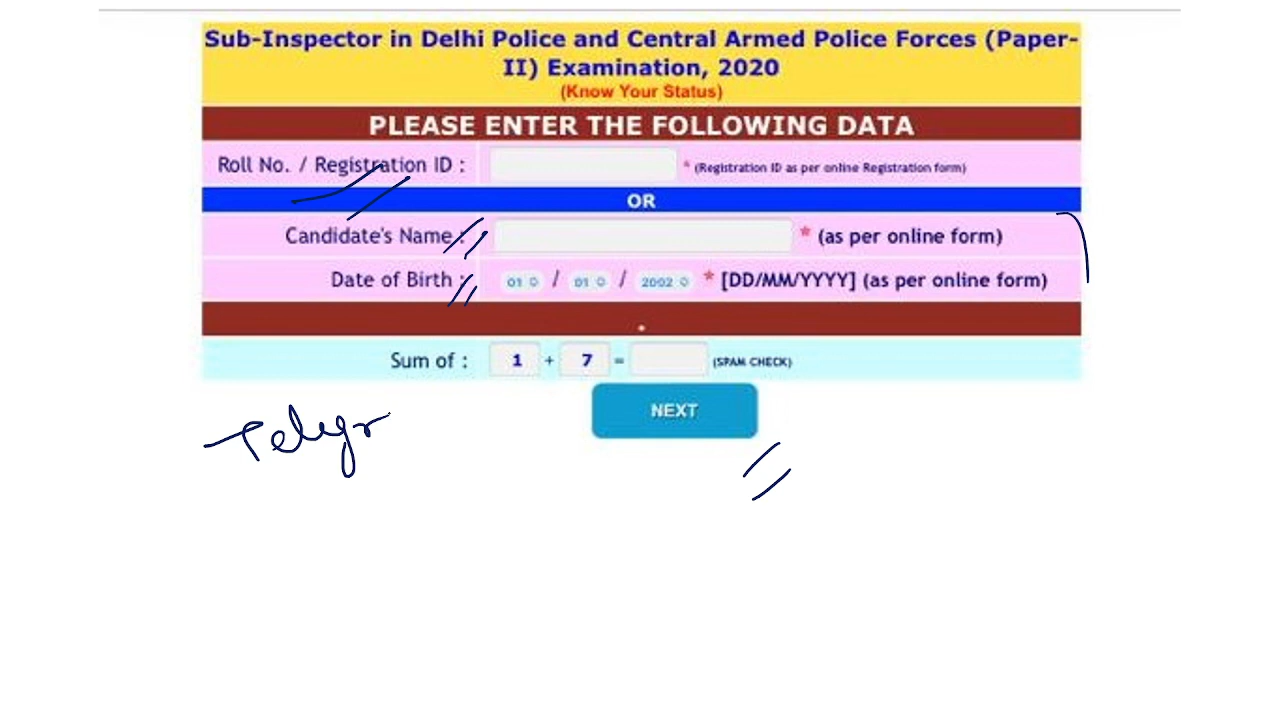 Sub-Inspector in Delhi Police and Central Armed Police Forces (Paper-
II) Examination, 2020
(Know Your Status)
PLEASE ENTER THE FOLLOWING DATA
Roll No. / Registration ID : * (Registration ID as per online Registration form)
OR
Candidate's Name : * (as per online form)
Date of Birth : 01 / 01 / 2002 * [DD/MM/YYYY] (as per online form)
.
Sum of : 1 + 7 = (SPAM CHECK)
NEXT
Telegr